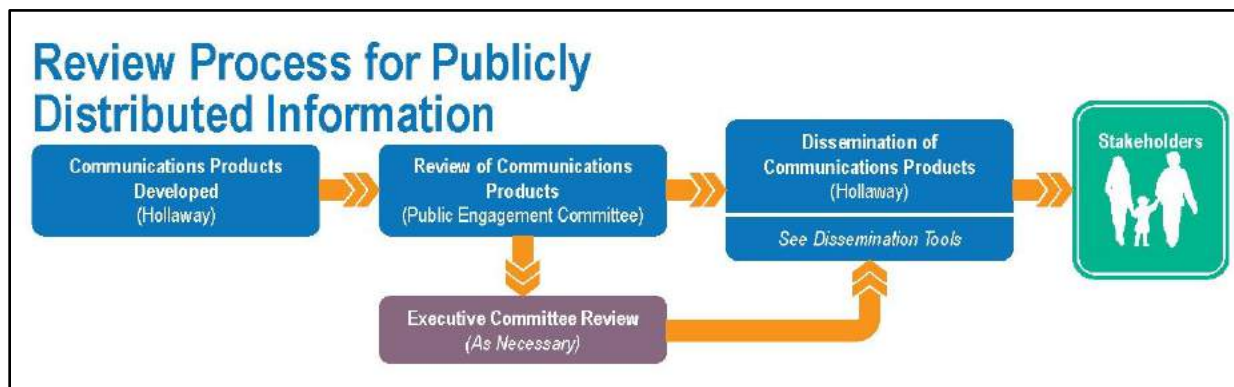 Review Process for Publicly
Distributed Information
Communications Products
Developed
(Hollaway)
Review of Communications
Products
(Public Engagement Committee)
Dissemination of
Communications Products
(Hollaway)
See Dissemination Tools
Stakeholders
Executive Committee Review
(As Necessary)